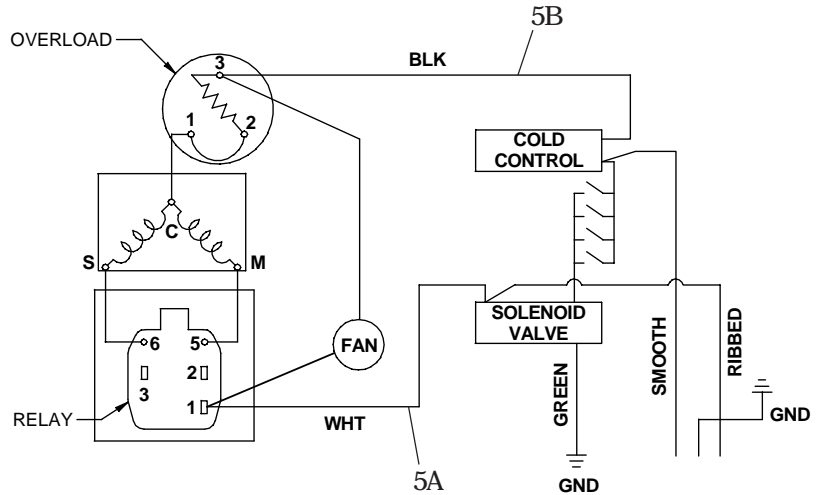 5B
OVERLOAD
3
BLK
1
2
COLD
CONTROL
C
S
M
SOLENOID
VALVE
6
5
FAN
3
2
1
RELAY
WHT
GREEN
SMOOTH
RIBBED
GND
5A
GND